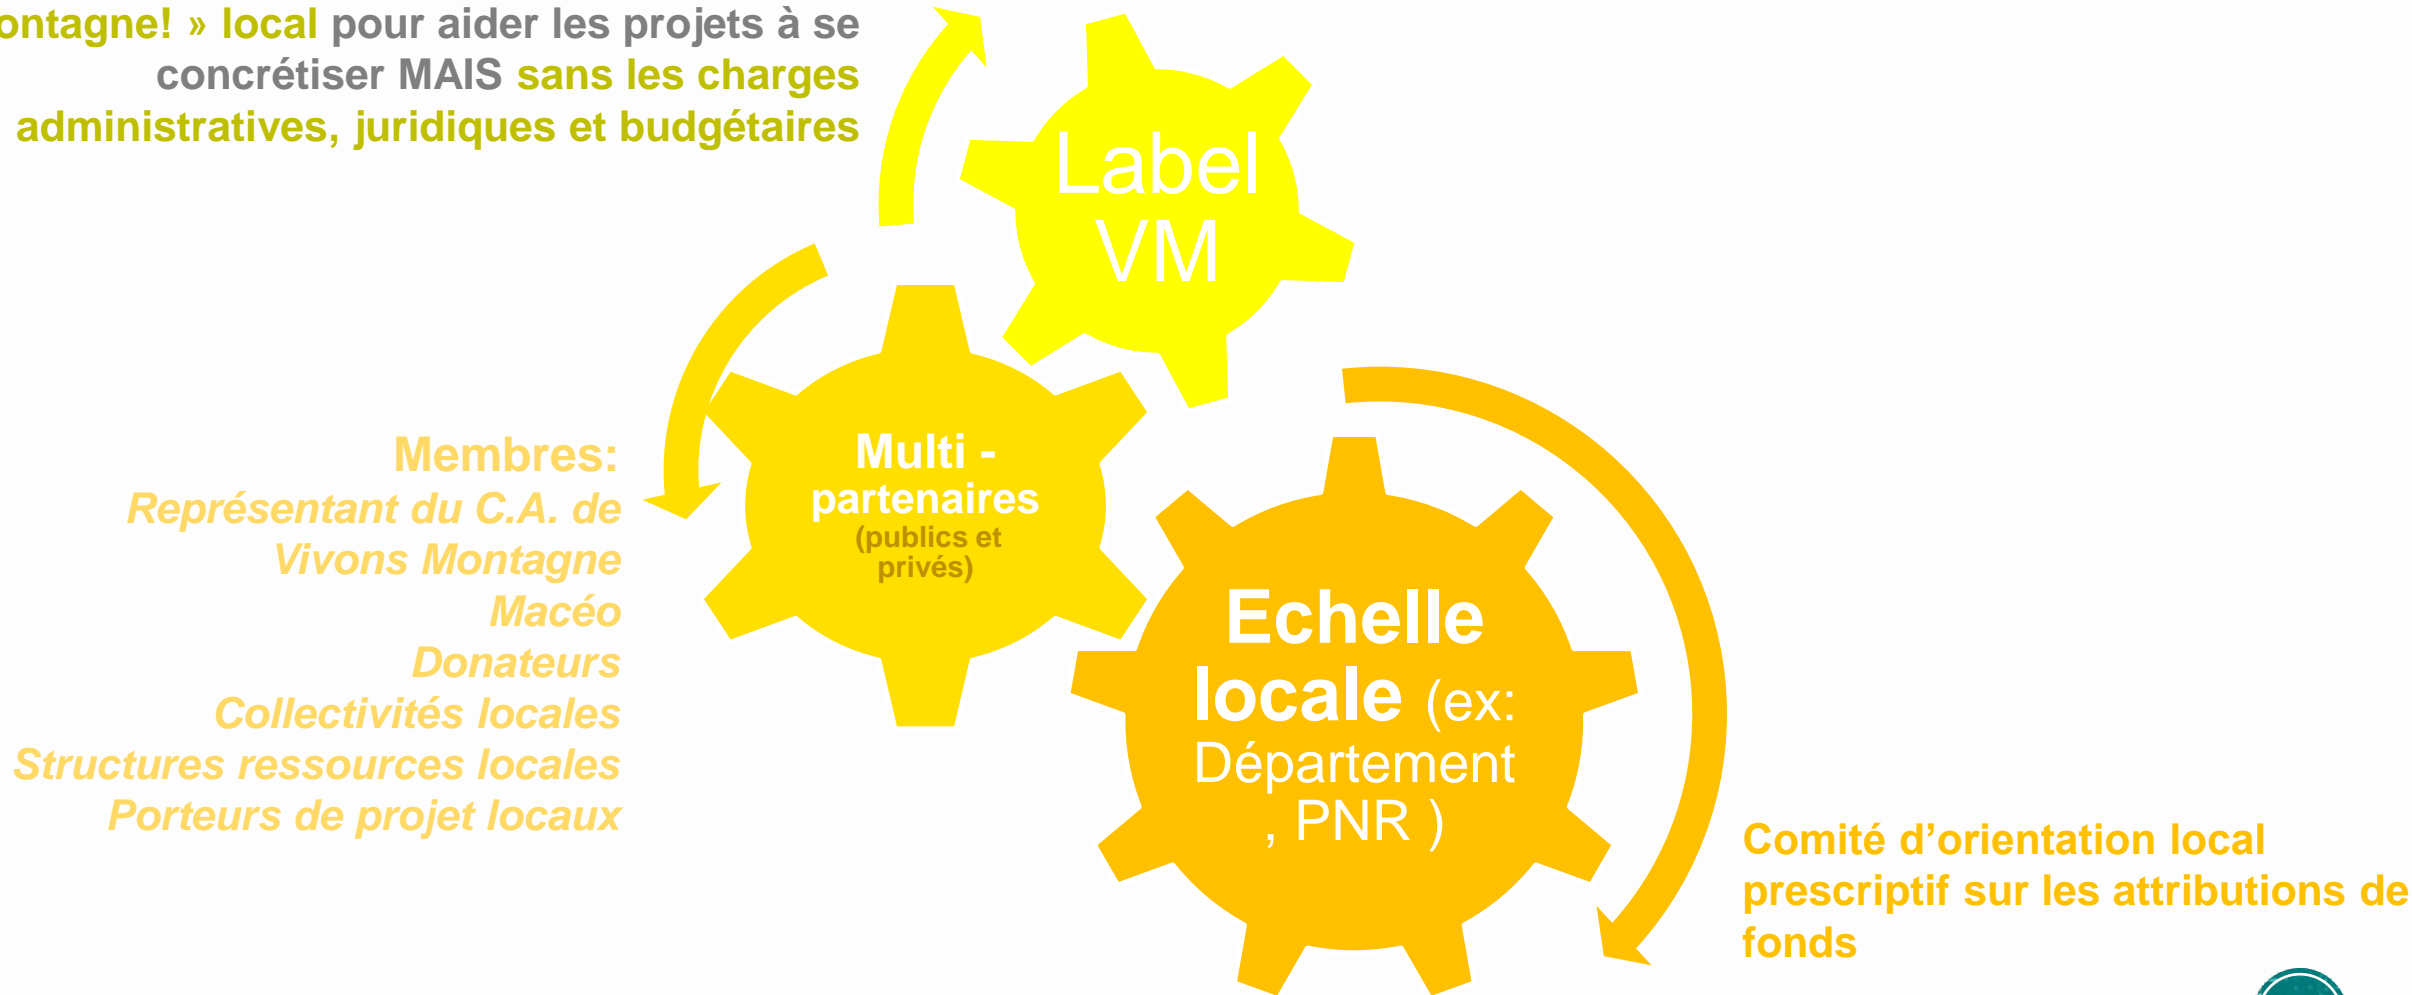 ontagne! » local pour aider les projets à se
concrétiser MAIS sans les charges
administratives, juridiques et budgétaires
Label
VM
Multi -
partenaires
(publics et
privés)
Membres:
Représentant du C.A. de
Vivons Montagne
Macéo
Donateurs
Collectivités locales
Structures ressources locales
Porteurs de projet locaux
Echelle
locale (ex:
Département
, PNR )
Comité d’orientation local
prescriptif sur les attributions de
fonds